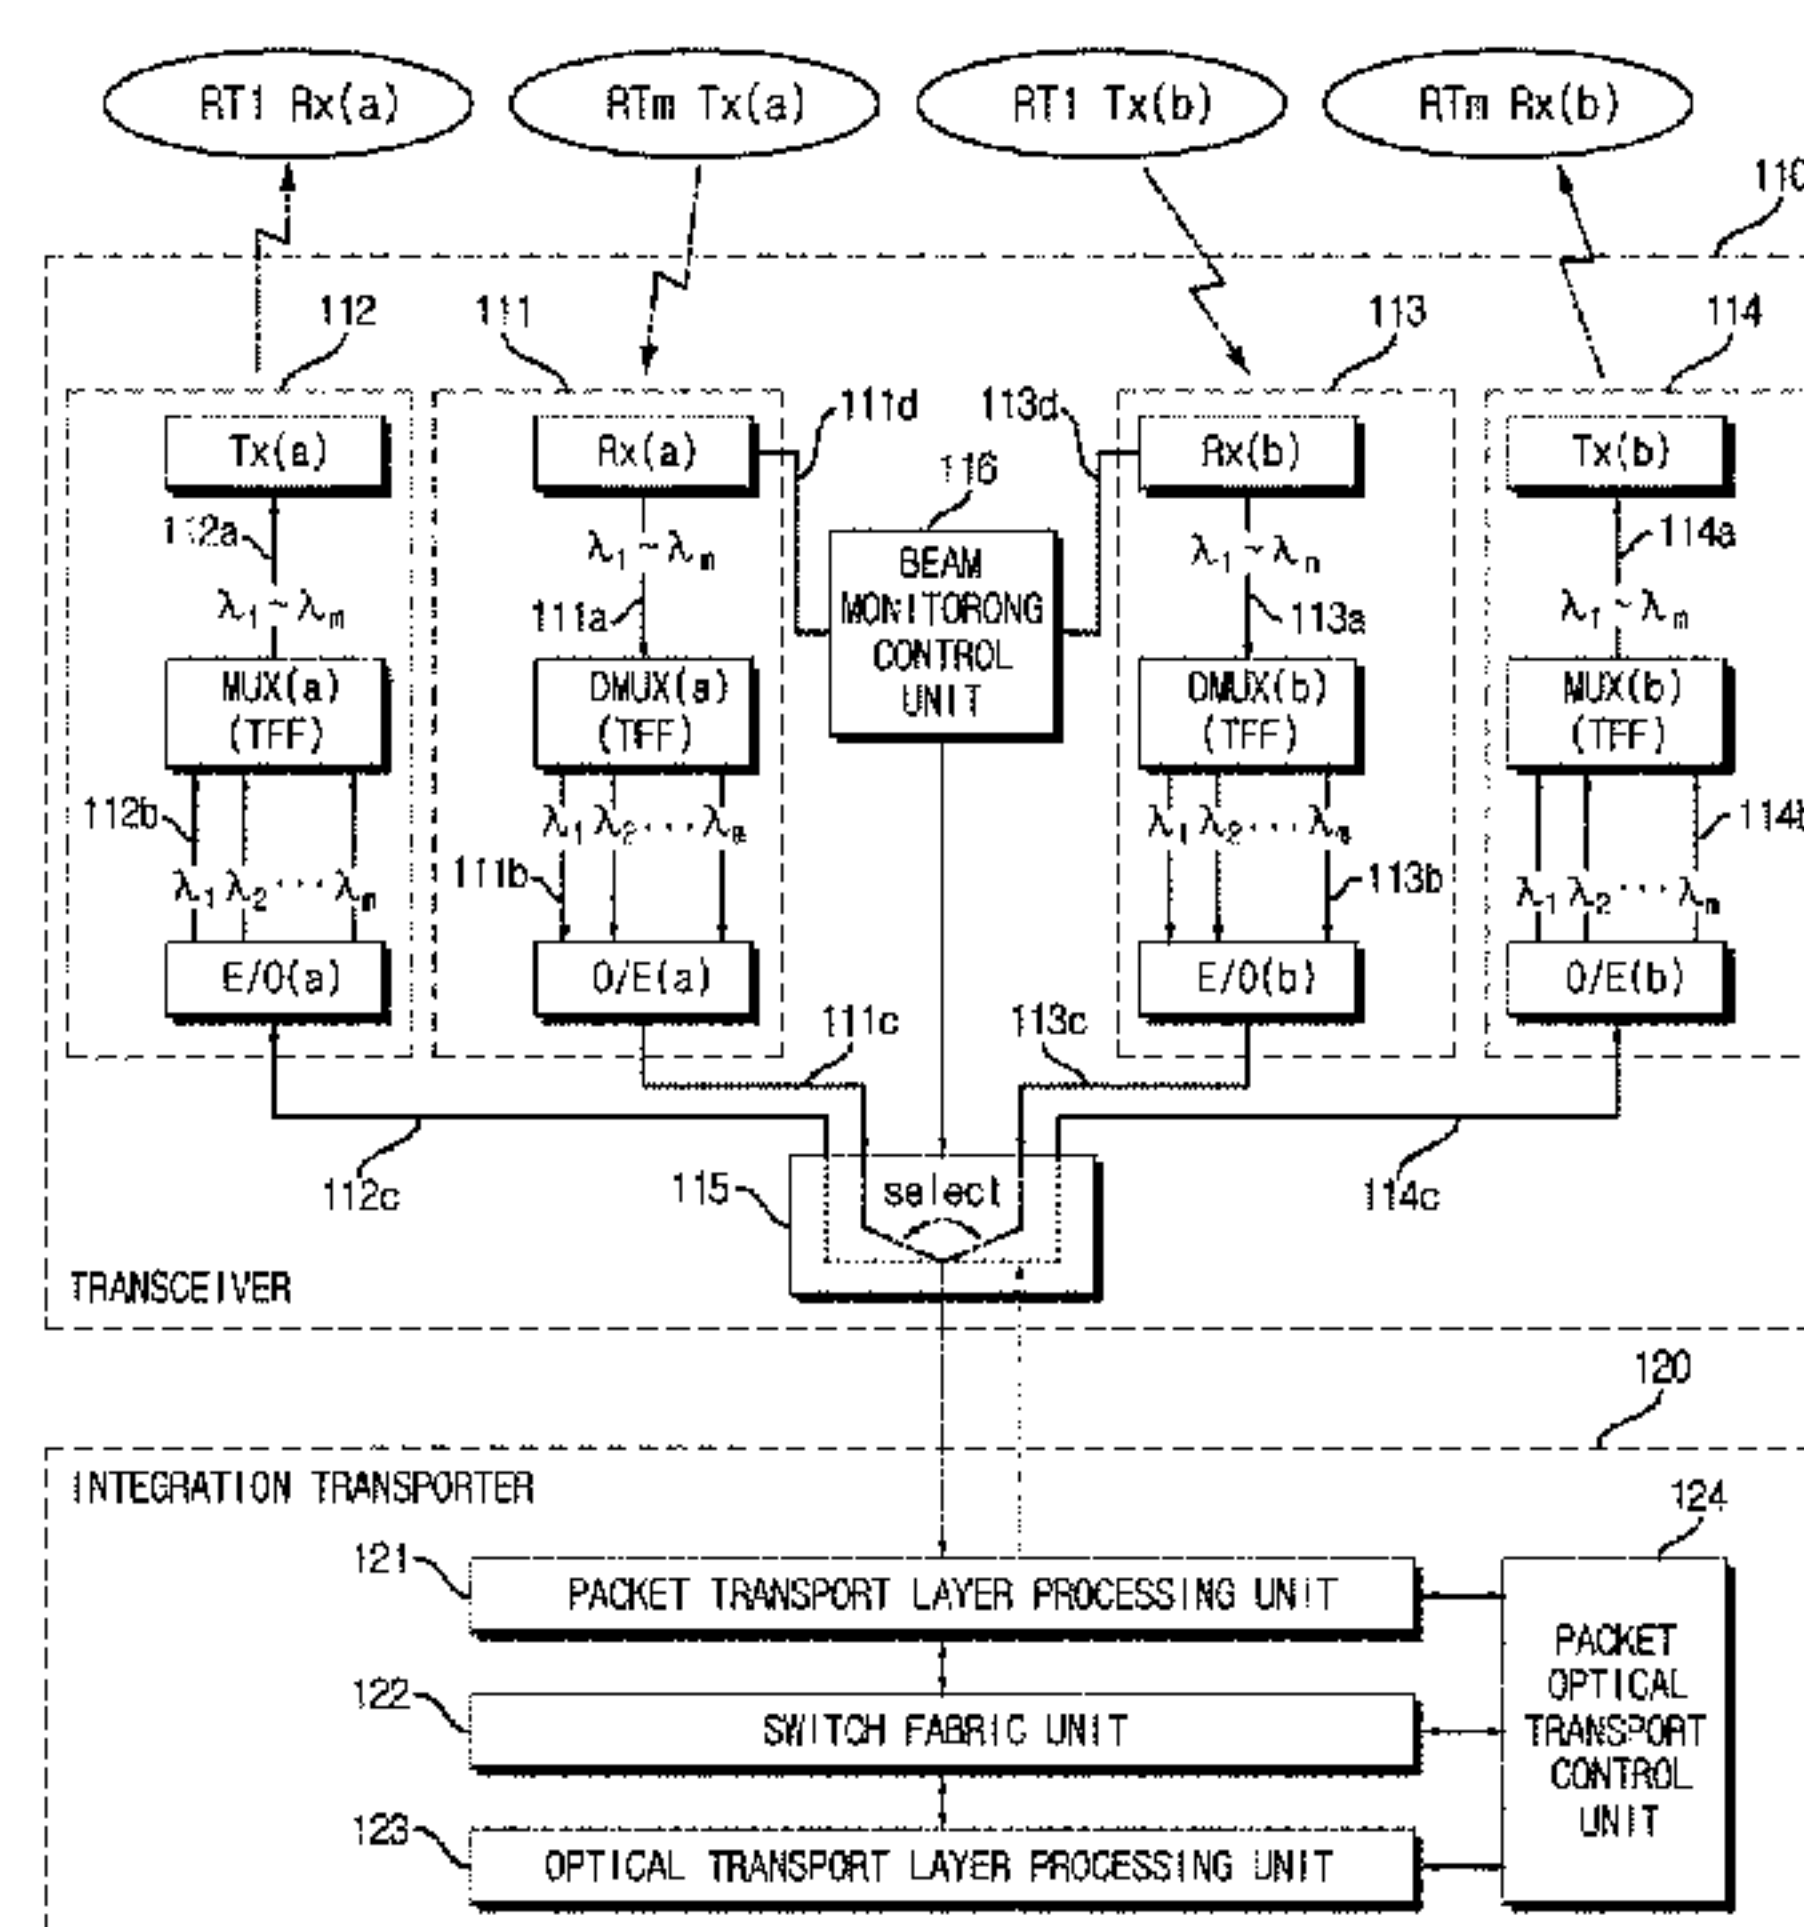 RT1 Rx(a)
RTm Tx(a)
RT1 Tx(b)
RTm Rx(b)
110
112
111
113
114
Tx(a)
Rx(a)
111d
113d
116
Rx(b)
Tx(b)
112a
λ1 ~ λm
λ1 ~ λm
111a
BEAM
MONITORONG
CONTROL
UNIT
λ1 ~ λn
113a
114a
λ1 ~ λm
MUX(a)
(TFF)
DMUX(a)
(TFF)
DMUX(b)
(TFF)
MUX(b)
(TFF)
112b
λ1 λ2 ··· λm
λ1 λ2 ···
111b
λ1 λ2 ···
113b
114b
λ1 λ2 ···
E/O(a)
O/E(a)
E/O(b)
O/E(b)
111c
113c
112c
115
select
114c
TRANSCEIVER
120
INTEGRATION TRANSPORTER
124
121
PACKET TRANSPORT LAYER PROCESSING UNIT
122
SWITCH FABRIC UNIT
123
OPTICAL TRANSPORT LAYER PROCESSING UNIT
PACKET
OPTICAL
TRANSPORT
CONTROL
UNIT